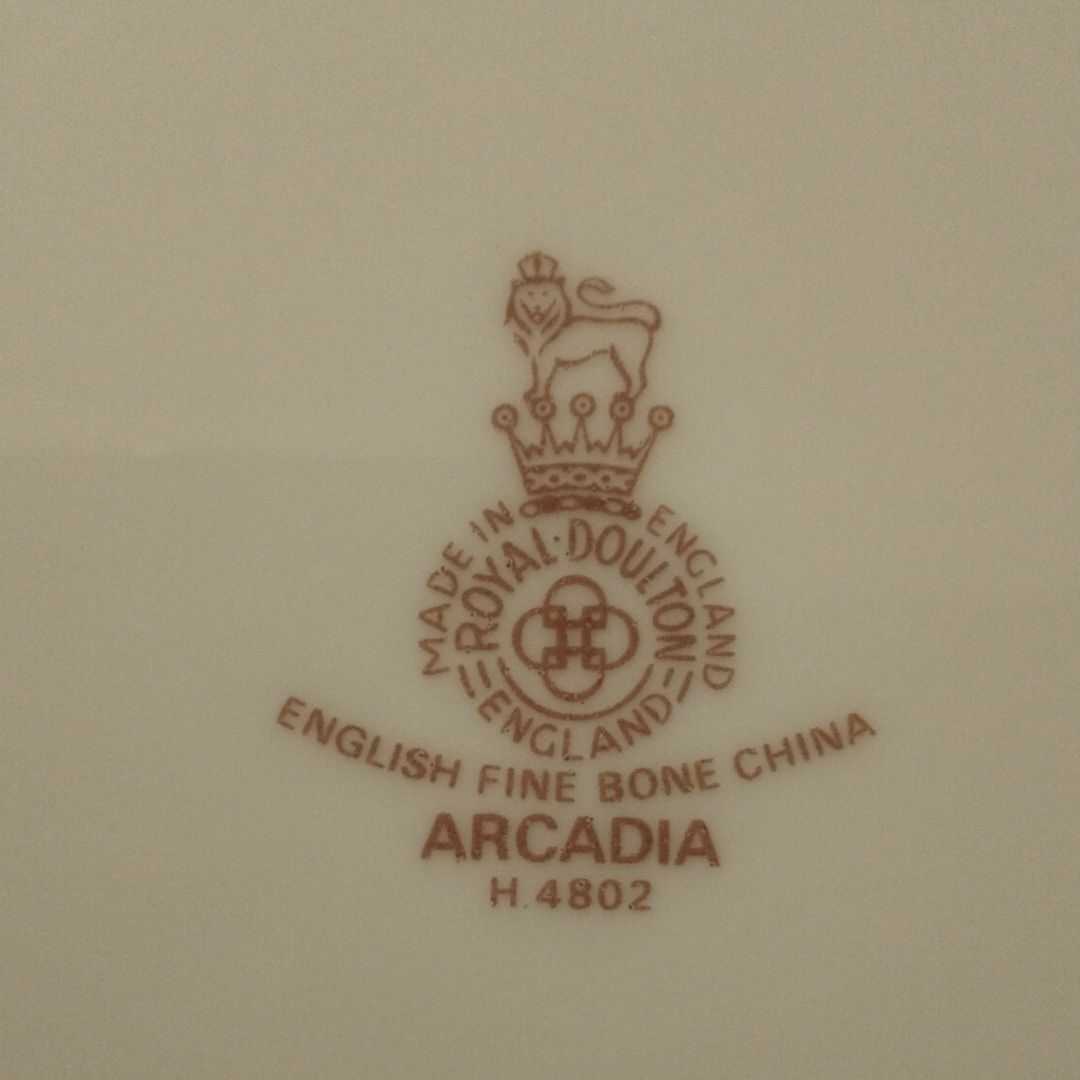 MADE IN ENGLAND
ROYAL·DOULTON
ENGLAND
ENGLISH FINE BONE CHINA
ARCADIA
H.4802